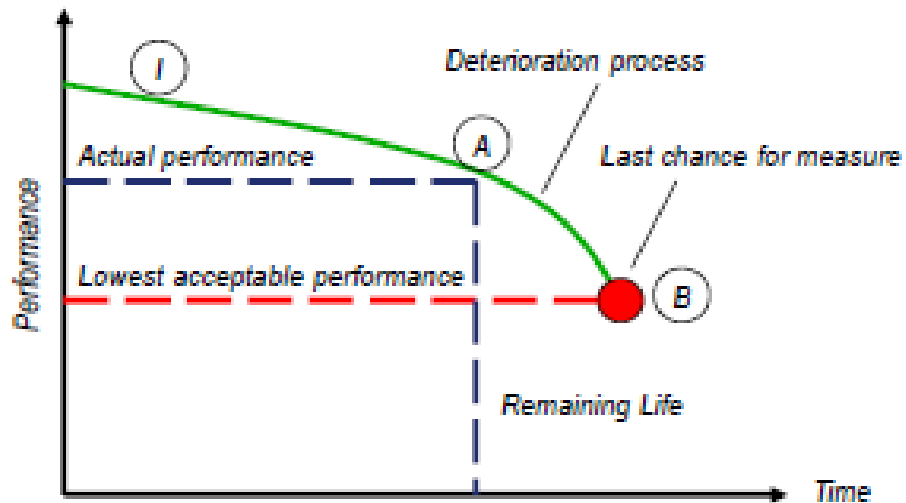 I
Deterioration process
A
Actual performance
Last chance for measure
Performance
Lowest acceptable performance
B
Remaining Life
Time